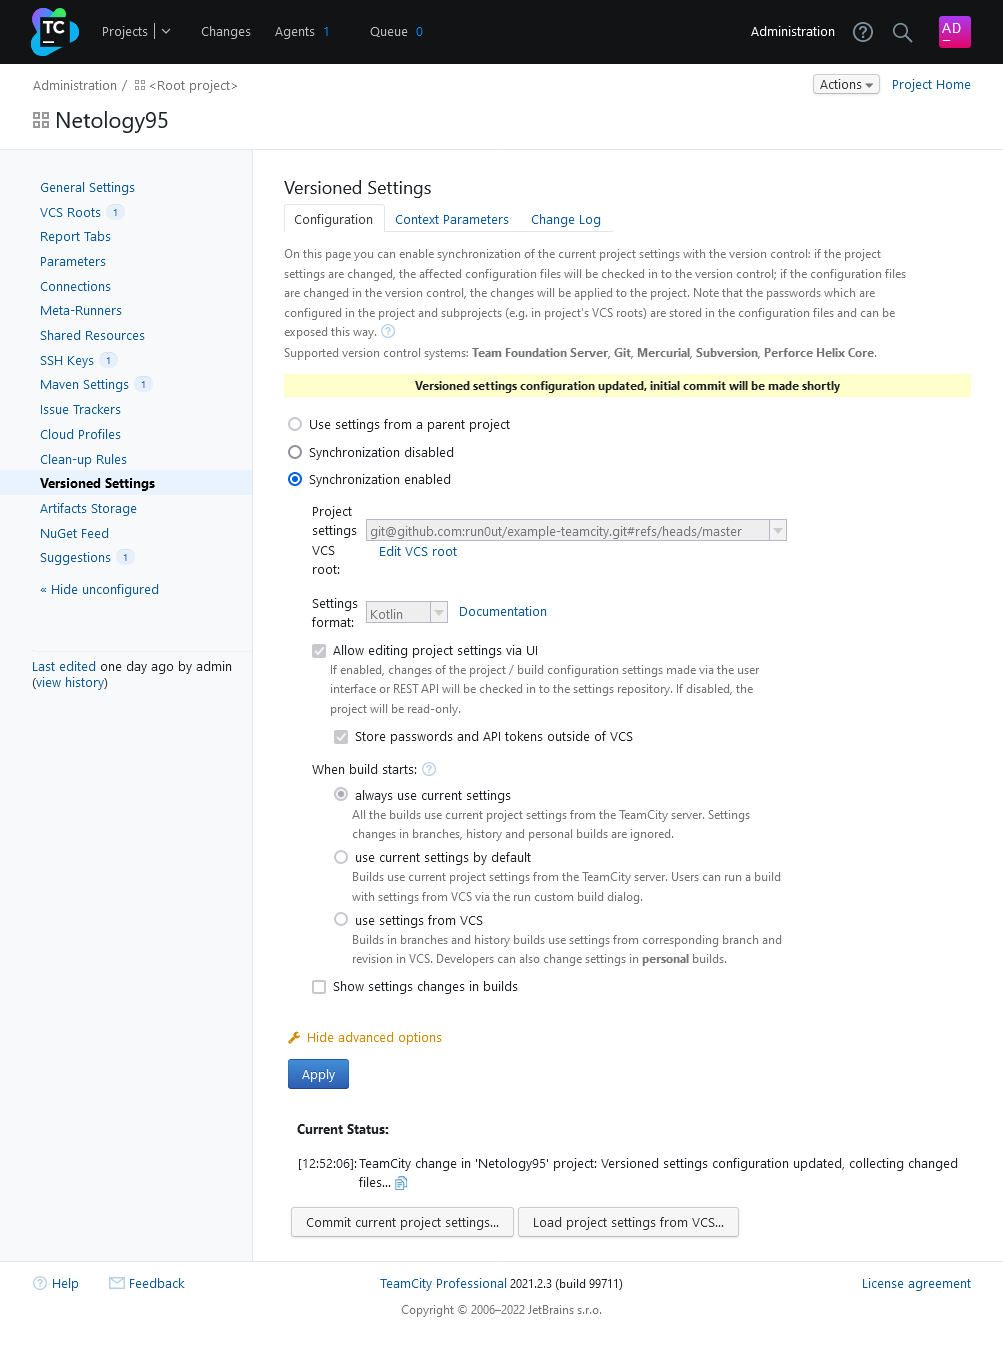 TC Projects Changes Agents 1 Queue 0 Administration AD
Administration / <Root project> Actions Project Home
Netology95
General Settings
VCS Roots 1
Report Tabs
Parameters
Connections
Meta-Runners
Shared Resources
SSH Keys 1
Maven Settings 1
Issue Trackers
Cloud Profiles
Clean-up Rules
Versioned Settings
Artifacts Storage
NuGet Feed
Suggestions 1
« Hide unconfigured
Last edited one day ago by admin
(view history)
Versioned Settings
Configuration Context Parameters Change Log
On this page you can enable synchronization of the current project settings with the version control: if the project
settings are changed, the affected configuration files will be checked in to the version control; if the configuration files
are changed in the version control, the changes will be applied to the project. Note that the passwords which are
configured in the project and subprojects (e.g. in project's VCS roots) are stored in the configuration files and can be
exposed this way.
Supported version control systems: Team Foundation Server, Git, Mercurial, Subversion, Perforce Helix Core.
Versioned settings configuration updated, initial commit will be made shortly
Use settings from a parent project
Synchronization disabled
Synchronization enabled
Project
settings
VCS
root:
git@github.com:run0ut/example-teamcity.git#refs/heads/master
Edit VCS root
Settings
format:
Kotlin Documentation
Allow editing project settings via UI
If enabled, changes of the project / build configuration settings made via the user
interface or REST API will be checked in to the settings repository. If disabled, the
project will be read-only.
Store passwords and API tokens outside of VCS
When build starts:
always use current settings
All the builds use current project settings from the TeamCity server. Settings
changes in branches, history and personal builds are ignored.
use current settings by default
Builds use current project settings from the TeamCity server. Users can run a build
with settings from VCS via the run custom build dialog.
use settings from VCS
Builds in branches and history builds use settings from corresponding branch and
revision in VCS. Developers can also change settings in personal builds.
Show settings changes in builds
Hide advanced options
Apply
Current Status:
[12:52:06]: TeamCity change in 'Netology95' project: Versioned settings configuration updated, collecting changed
files...
Commit current project settings... Load project settings from VCS...
Help Feedback TeamCity Professional 2021.2.3 (build 99711) License agreement
Copyright © 2006–2022 JetBrains s.r.o.